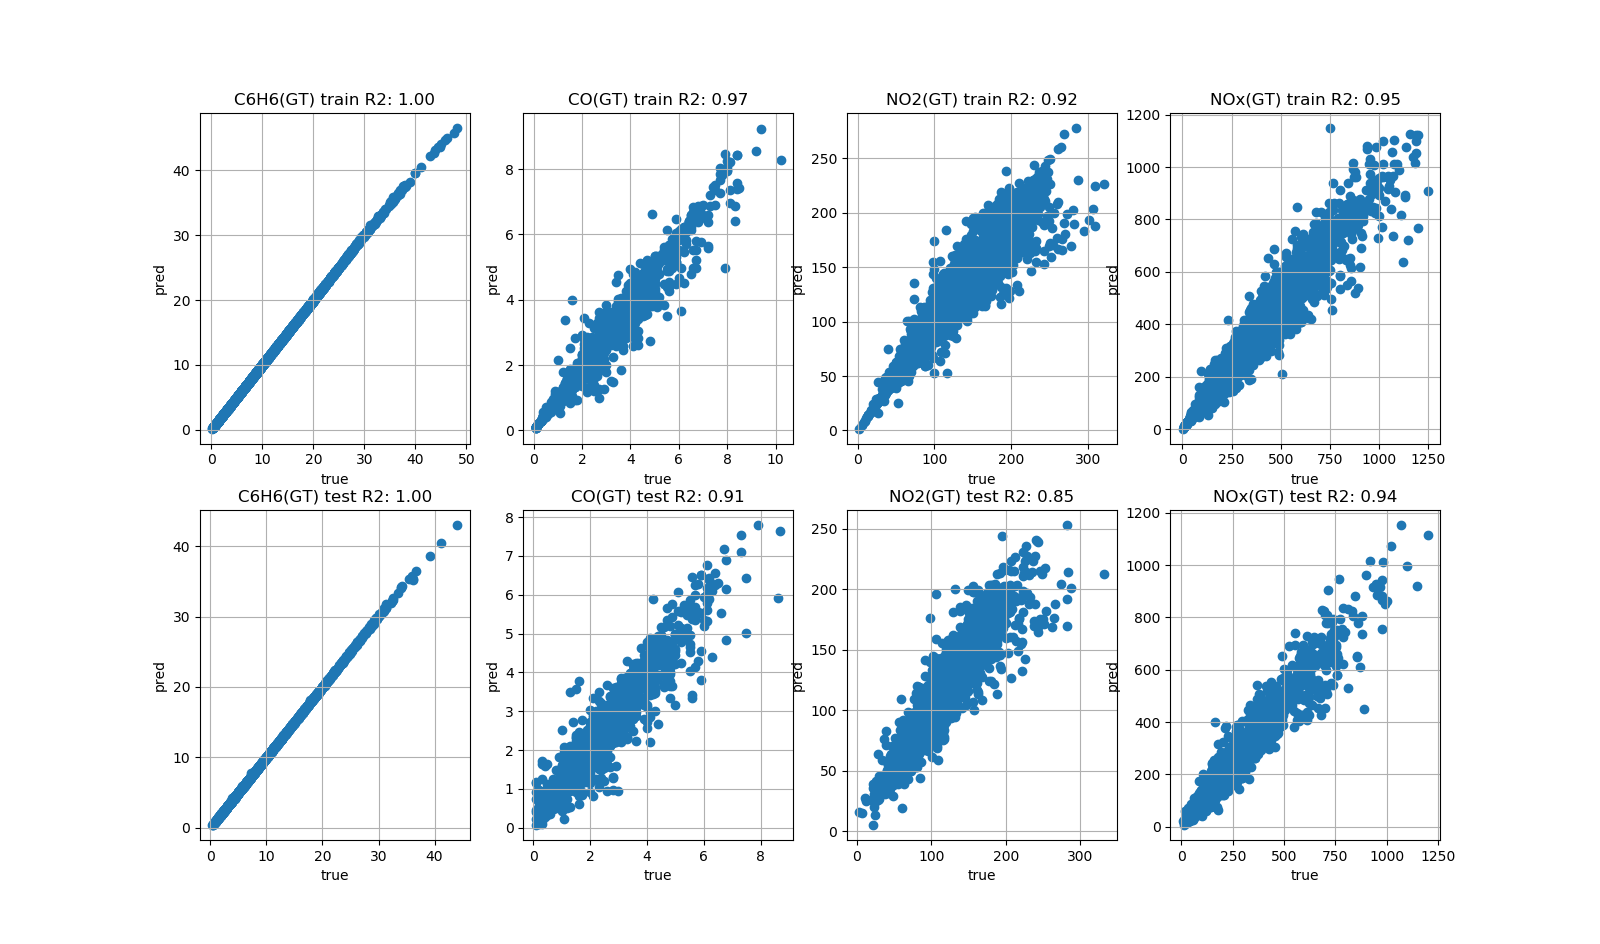 C6H6(GT) train R2: 1.00
pred
40
30
20
10
0
0 10 20 30 40 50
true
CO(GT) train R2: 0.97
pred
8
6
4
2
0
0 2 4 6 8 10
true
NO2(GT) train R2: 0.92
pred
250
200
150
100
50
0
0 100 200 300
true
NOx(GT) train R2: 0.95
pred
1200
1000
800
600
400
200
0
0 250 500 750 1000 1250
true
C6H6(GT) test R2: 1.00
pred
40
30
20
10
0
0 10 20 30 40
true
CO(GT) test R2: 0.91
pred
8
7
6
5
4
3
2
1
0
0 2 4 6 8
true
NO2(GT) test R2: 0.85
pred
250
200
150
100
50
0
0 100 200 300
true
NOx(GT) test R2: 0.94
pred
1200
1000
800
600
400
200
0
0 250 500 750 1000 1250
true